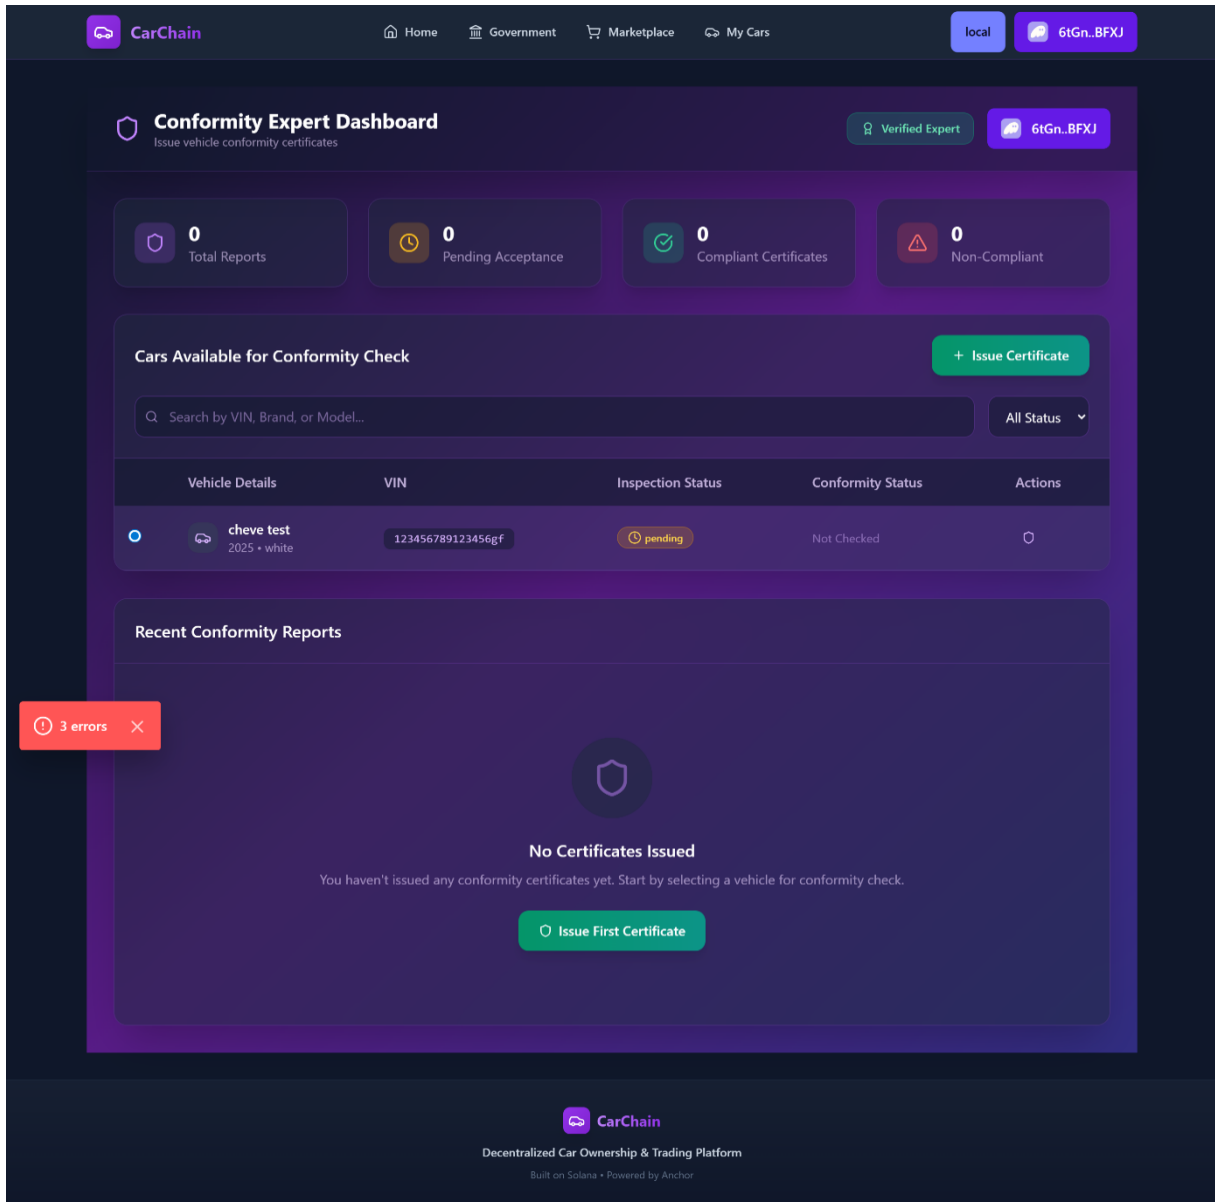 CarChain
Home Government Marketplace My Cars
local
6tGn..BFXJ
Conformity Expert Dashboard
Issue vehicle conformity certificates
Verified Expert
6tGn..BFXJ
0
Total Reports
0
Pending Acceptance
0
Compliant Certificates
0
Non-Compliant
Cars Available for Conformity Check
+ Issue Certificate
Search by VIN, Brand, or Model...
All Status
Vehicle Details VIN Inspection Status Conformity Status Actions
cheve test
2025 • white
123456789123456gf
pending
Not Checked
Recent Conformity Reports
3 errors
No Certificates Issued
You haven't issued any conformity certificates yet. Start by selecting a vehicle for conformity check.
Issue First Certificate
CarChain
Decentralized Car Ownership & Trading Platform
Built on Solana • Powered by Anchor